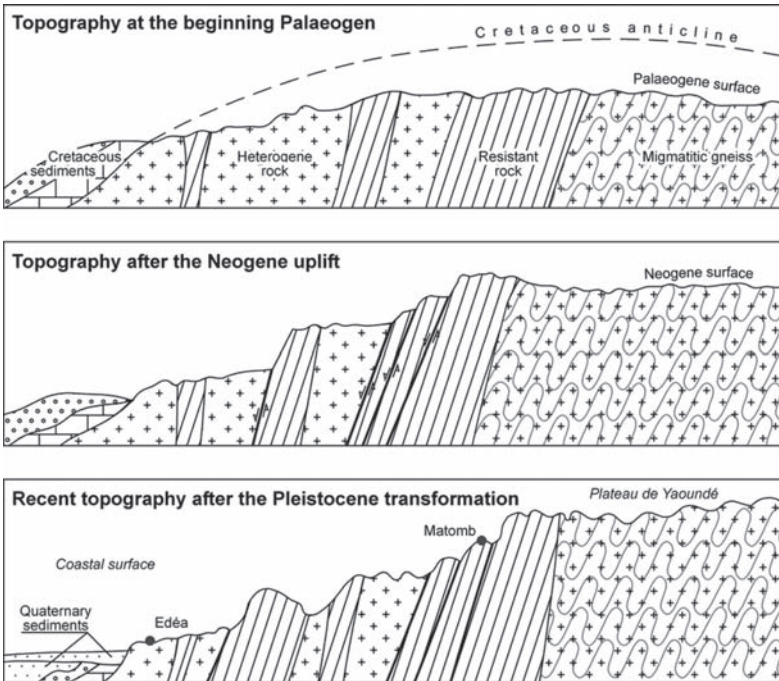 Topography at the beginning Palaeogen
Cretaceous anticline
Palaeogene surface
Cretaceous
sediments
Heterogene
rock
Resistant
rock
Migmatitic gneiss
Topography after the Neogene uplift
Neogene surface
Recent topography after the Pleistocene transformation
Plateau de Yaoundé
Matomb
Coastal surface
Quaternary
sediments
Edéa